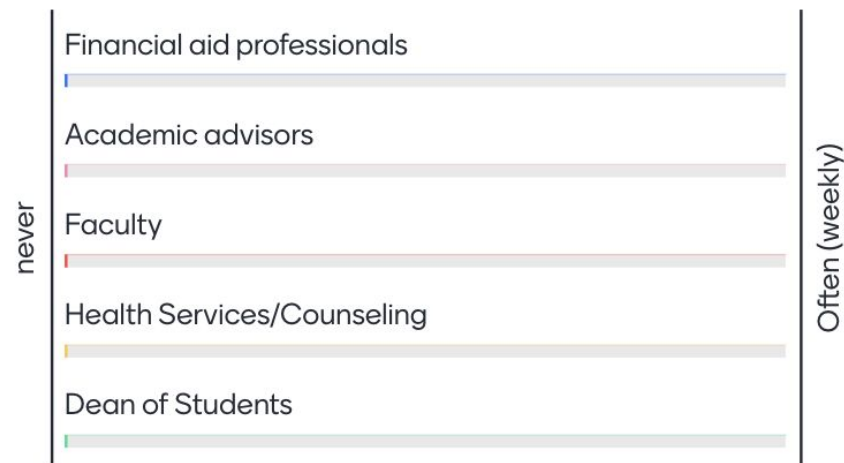 Financial aid professionals
Academic advisors
Faculty
Health Services/Counseling
Dean of Students
never
Often (weekly)